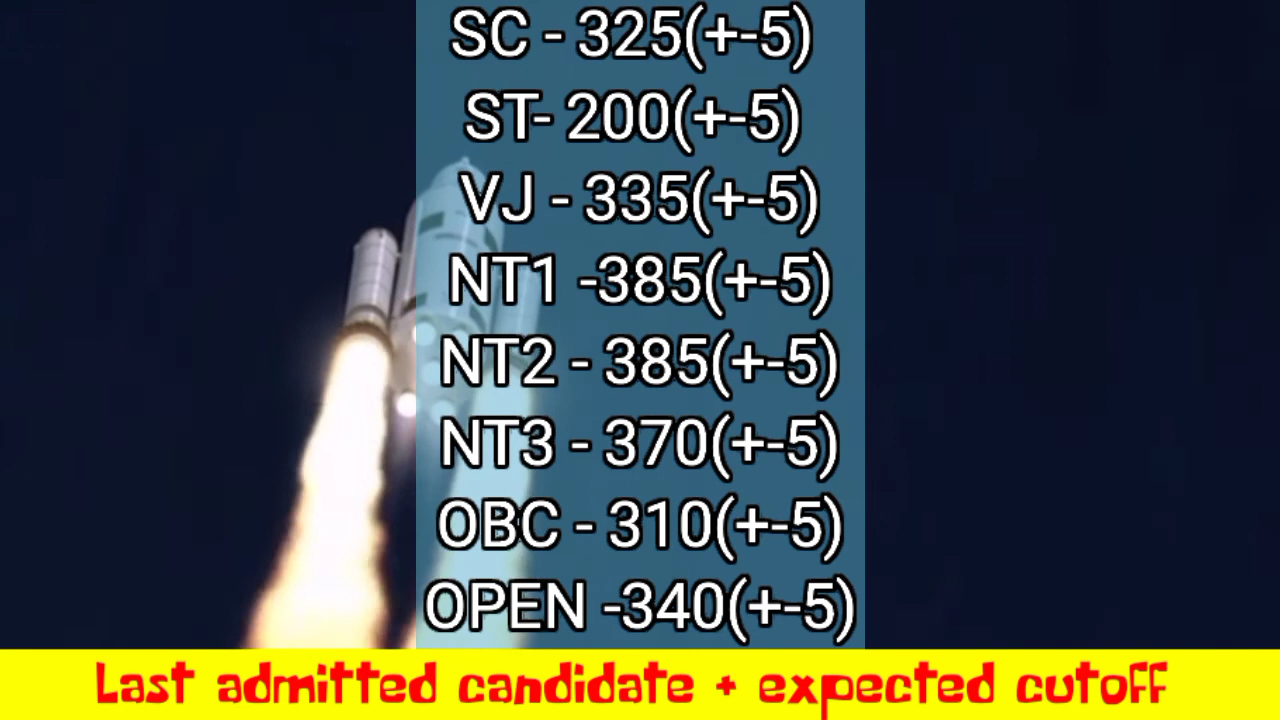 SC - 325(+-5)
ST- 200(+-5)
VJ - 335(+-5)
NT1 -385(+-5)
NT2 - 385(+-5)
NT3 - 370(+-5)
OBC - 310(+-5)
OPEN -340(+-5)
Last admitted candidate + expected cutoff